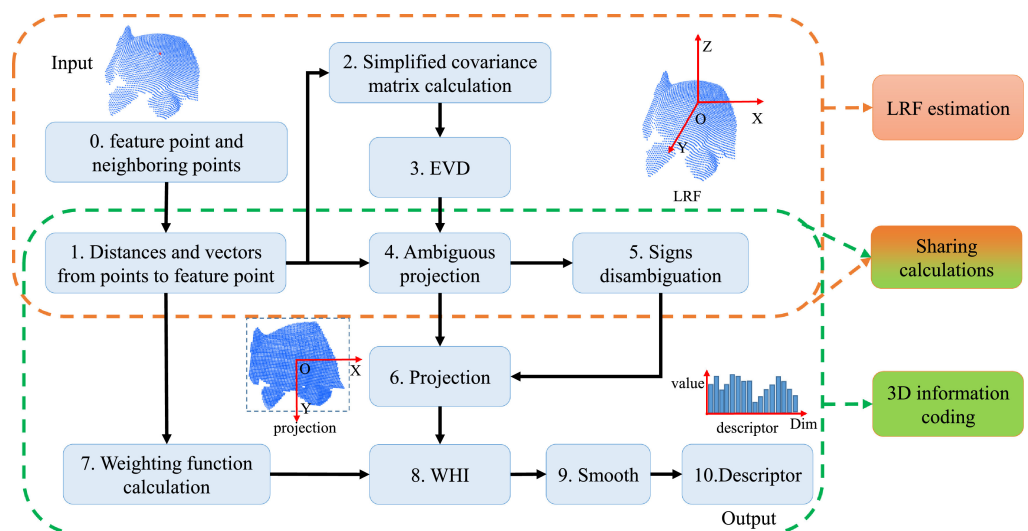 Input
0. feature point and
neighboring points
2. Simplified covariance
matrix calculation
3. EVD
Z
O
X
Y
LRF
LRF estimation
1. Distances and vectors
from points to feature point
4. Ambiguous
projection
5. Signs
disambiguation
Sharing
calculations
O
X
Y
projection
6. Projection
value
Dim
descriptor
3D information
coding
7. Weighting function
calculation
8. WHI
9. Smooth
10.Descriptor
Output